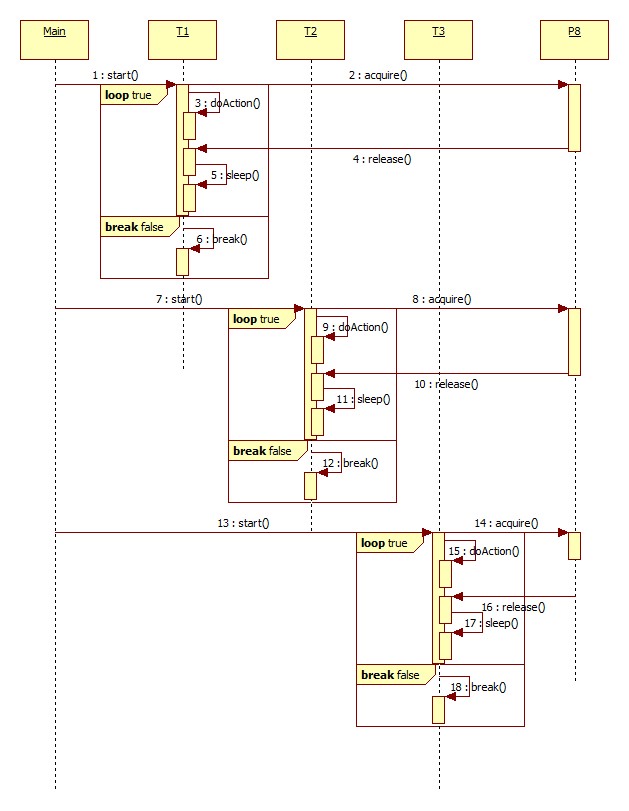 Main
T1
T2
T3
P8
1 : start()
2 : acquire()
loop true
3 : doAction()
4 : release()
5 : sleep()
break false
6 : break()
7 : start()
8 : acquire()
loop true
9 : doAction()
10 : release()
11 : sleep()
break false
12 : break()
13 : start()
14 : acquire()
loop true
15 : doAction()
16 : release()
17 : sleep()
break false
18 : break()